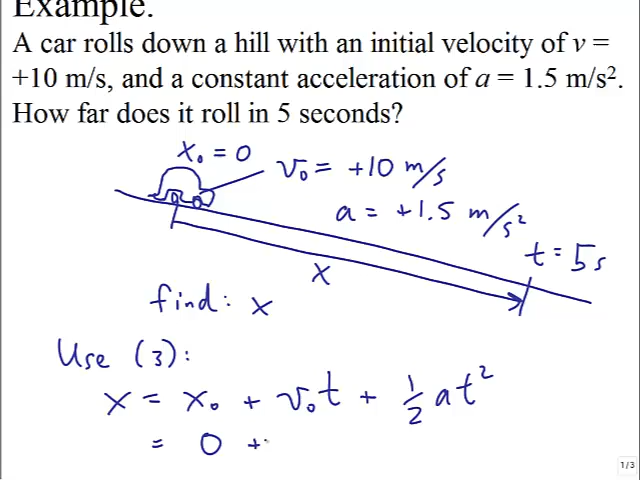 Example.
A car rolls down a hill with an initial velocity of v =
+10 m/s, and a constant acceleration of a = 1.5 m/s².
How far does it roll in 5 seconds?
x₀ = 0
v₀ = +10 m/s
a = +1.5 m/s²
t = 5s
x
find: x
Use (3):
x = x₀ + v₀t + ½at²
= 0 +
1/3